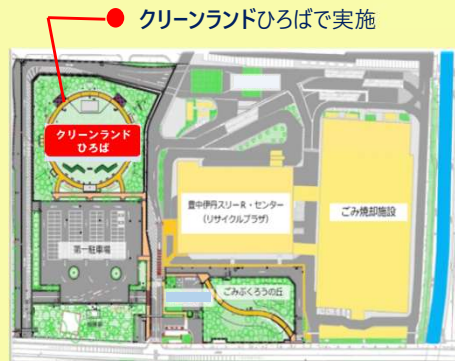 ● クリーンランドひろばで実施
クリーンランド
ひろば
豊中伊丹スリーR・センター
(リサイクルプラザ)
ごみ焼却施設
第一駐車場
ごみぶくろうの丘